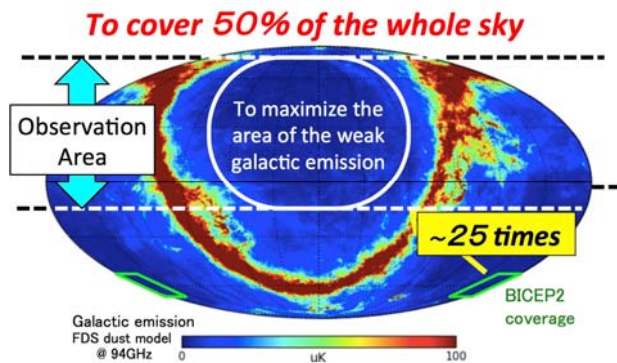 To cover 50% of the whole sky
Observation
Area
To maximize the
area of the weak
galactic emission
~25 times
BICEP2
coverage
Galactic emission
FDS dust model
@ 94GHz
0
uK
100